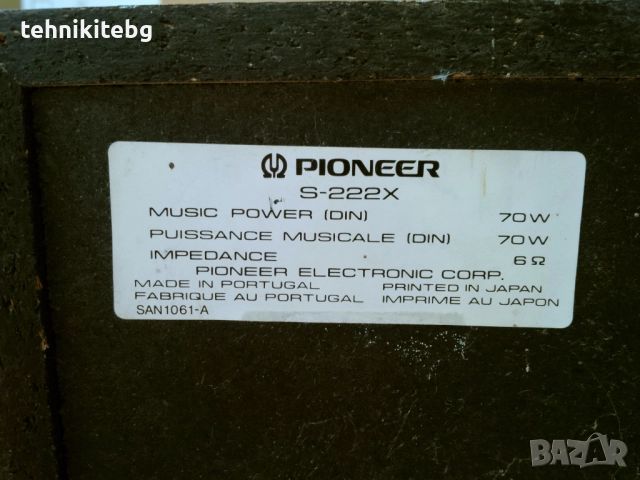 tehnikitebg
PIONEER
S-222X
MUSIC POWER (DIN) 70W
PUISSANCE MUSICALE (DIN) 70W
IMPEDANCE 6Ω
PIONEER ELECTRONIC CORP.
MADE IN PORTUGAL PRINTED IN JAPAN
FABRIQUE AU PORTUGAL IMPRIME AU JAPON
SAN1061-A
BAZAR